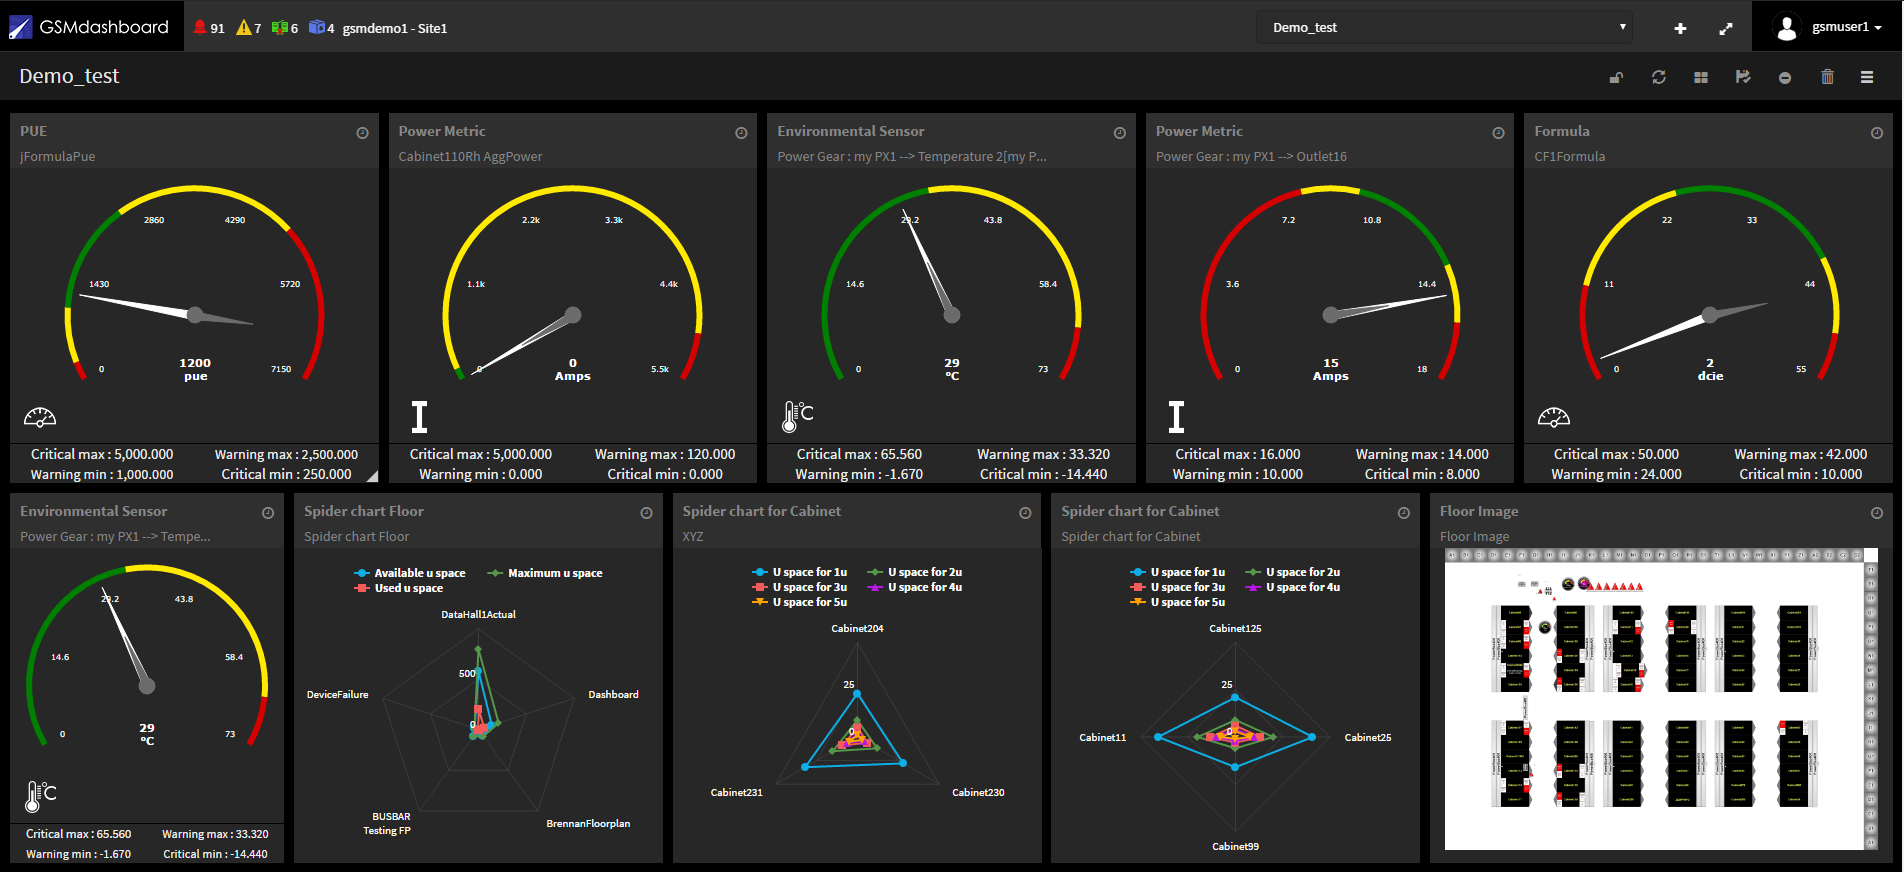 GSMdashboard 91 7 6 4 gsmdemo1 - Site1 Demo_test gsmuser1
Demo_test
PUE
jFormulaPue
2860 4290
1430 5720
0 7150
1200
pue
Critical max : 5,000.000 Warning max : 2,500.000
Warning min : 1,000.000 Critical min : 250.000
Power Metric
Cabinet110Rh AggPower
2.2k 3.3k
1.1k 4.4k
0 5.5k
0
Amps
Critical max : 5,000.000 Warning max : 120.000
Warning min : 0.000 Critical min : 0.000
Environmental Sensor
Power Gear : my PX1 --> Temperature 2[my P...
29.2 43.8
14.6 58.4
0 73
29
°C
°C
Critical max : 65.560 Warning max : 33.320
Warning min : -1.670 Critical min : -14.440
Power Metric
Power Gear : my PX1 --> Outlet16
7.2 10.8
3.6 14.4
0 18
15
Amps
Critical max : 16.000 Warning max : 14.000
Warning min : 10.000 Critical min : 8.000
Formula
CF1Formula
22 33
11 44
0 55
2
dcie
Critical max : 50.000 Warning max : 42.000
Warning min : 24.000 Critical min : 10.000
Environmental Sensor
Power Gear : my PX1 --> Tempe...
29.2 43.8
14.6 58.4
0 73
29
°C
°C
Critical max : 65.560 Warning max : 33.320
Warning min : -1.670 Critical min : -14.440
Spider chart Floor
Spider chart Floor
Available u space Maximum u space
Used u space
DataHall1Actual
500
DeviceFailure Dashboard
0
BUSBAR
Testing FP BrennanFloorplan
Spider chart for Cabinet
XYZ
U space for 1u U space for 2u
U space for 3u U space for 4u
U space for 5u
Cabinet204
25
0
Cabinet231 Cabinet230
Spider chart for Cabinet
Spider chart for Cabinet
U space for 1u U space for 2u
U space for 3u U space for 4u
U space for 5u
Cabinet125
25
Cabinet11 0 Cabinet25
Cabinet99
Floor Image
Floor Image